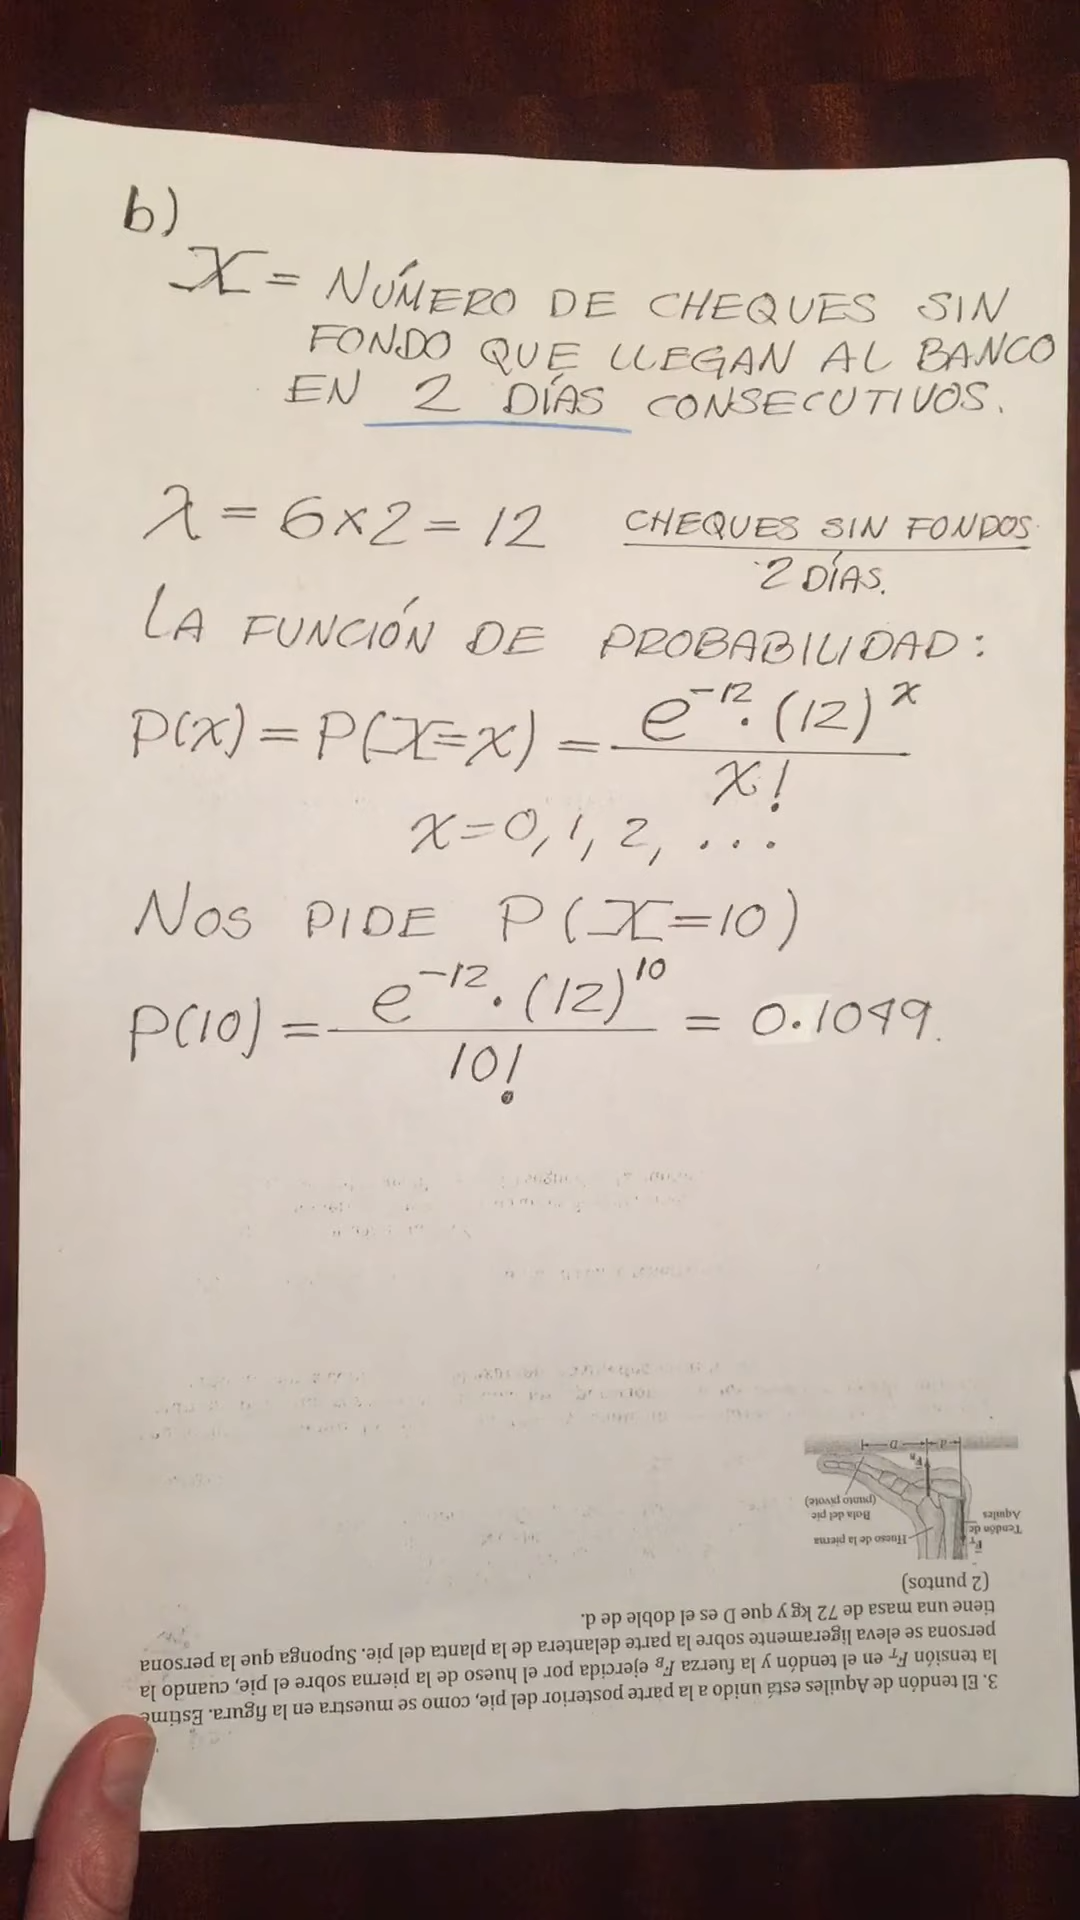 b)
X = NÚMERO DE CHEQUES SIN
FONDO QUE LLEGAN AL BANCO
EN 2 DÍAS CONSECUTIVOS.
λ = 6×2 = 12 CHEQUES SIN FONDOS / 2 DÍAS.
LA FUNCIÓN DE PROBABILIDAD:
P(x) = P(X=x) = e^-12 · (12)^x / x!
x=0, 1, 2, ...
NOS PIDE P(X=10)
P(10) = e^-12 · (12)^10 / 10! = 0.1049.
3. El tendón de Aquiles está unido a la parte posterior del pie, como se muestra en la figura. Estime
la tensión F_T en el tendón y la fuerza F_B ejercida por el hueso de la pierna sobre el pie, cuando la
persona se eleva ligeramente sobre la parte delantera de la planta del pie. Suponga que la persona
tiene una masa de 72 kg y que D es el doble de d.
(2 puntos)
F_T
Tendón de
Aquiles
Hueso de la pierna
Bola del pie
(punto pivote)
F_B
d
D